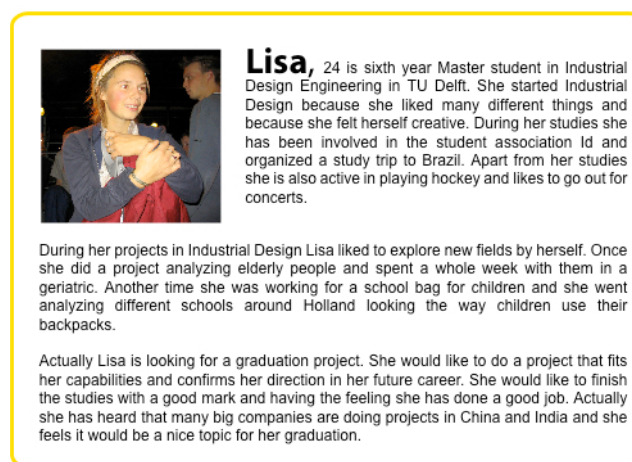 Lisa, 24 is sixth year Master student in Industrial
Design Engineering in TU Delft. She started Industrial
Design because she liked many different things and
because she felt herself creative. During her studies she
has been involved in the student association Id and
organized a study trip to Brazil. Apart from her studies
she is also active in playing hockey and likes to go out for
concerts.
During her projects in Industrial Design Lisa liked to explore new fields by herself. Once
she did a project analyzing elderly people and spent a whole week with them in a
geriatric. Another time she was working for a school bag for children and she went
analyzing different schools around Holland looking the way children use their
backpacks.
Actually Lisa is looking for a graduation project. She would like to do a project that fits
her capabilities and confirms her direction in her future career. She would like to finish
the studies with a good mark and having the feeling she has done a good job. Actually
she has heard that many big companies are doing projects in China and India and she
feels it would be a nice topic for her graduation.